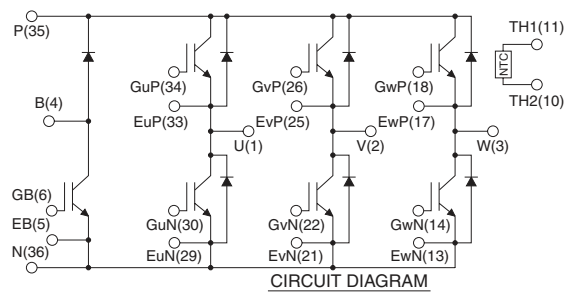 P(35)
TH1(11)
NTC
GuP(34)
GvP(26)
GwP(18)
TH2(10)
B(4)
EuP(33)
EvP(25)
EwP(17)
U(1)
V(2)
W(3)
GB(6)
GuN(30)
GvN(22)
GwN(14)
EB(5)
N(36)
EuN(29)
EvN(21)
EwN(13)
CIRCUIT DIAGRAM